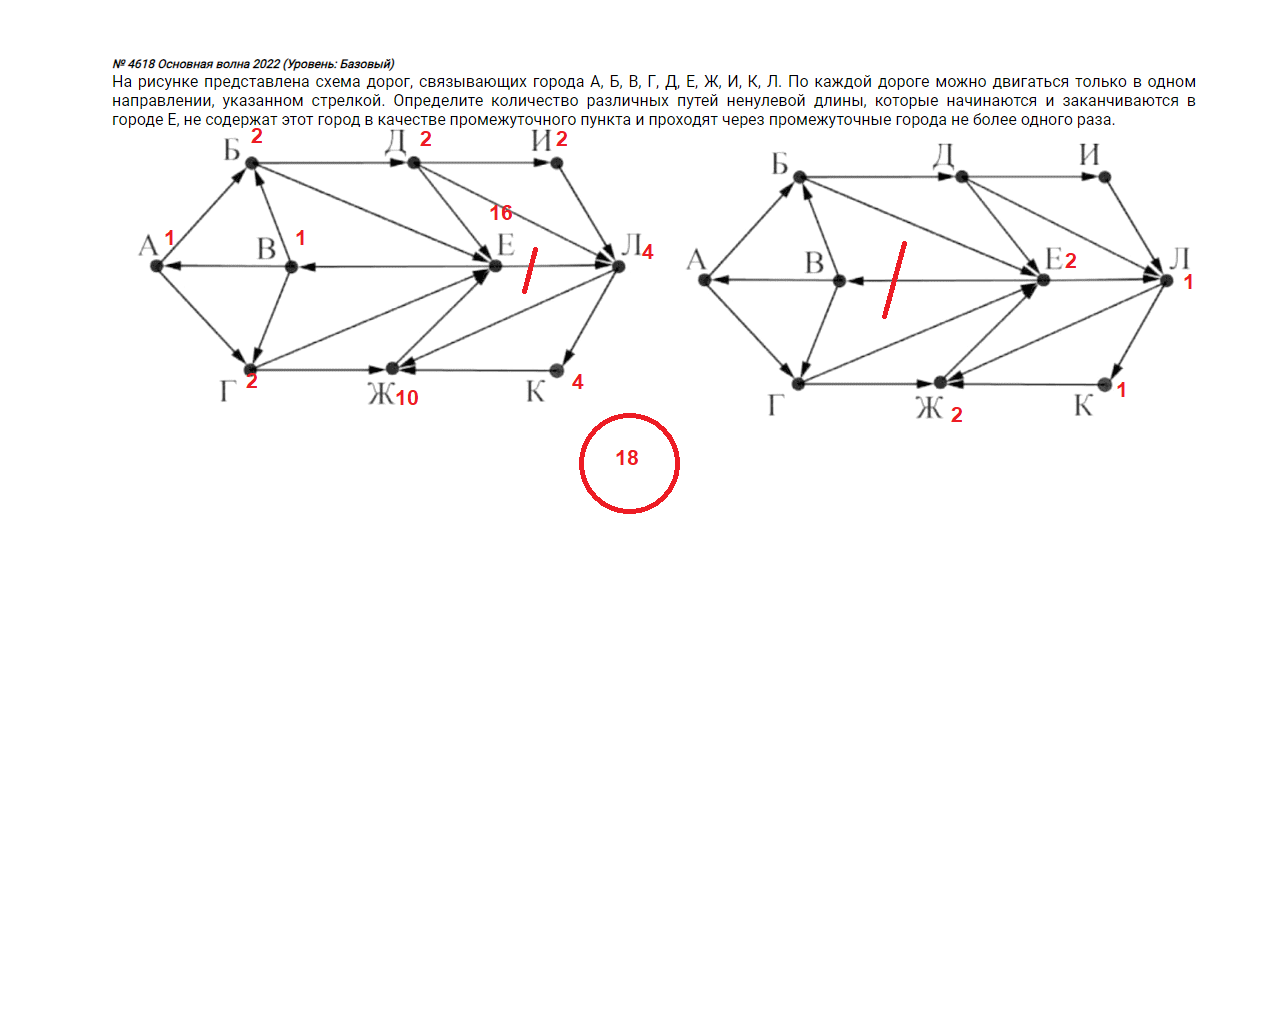 № 4618 Основная волна 2022 (Уровень: Базовый)
На рисунке представлена схема дорог, связывающих города А, Б, В, Г, Д, Е, Ж, И, К, Л. По каждой дороге можно двигаться только в одном
направлении, указанном стрелкой. Определите количество различных путей ненулевой длины, которые начинаются и заканчиваются в
городе Е, не содержат этот город в качестве промежуточного пункта и проходят через промежуточные города не более одного раза.
Б 2 Д 2 И 2
16
А 1 В 1 Е Л 4
Г 2 Ж 10 К 4
Б Д И
А В Е 2 Л 1
Г Ж 2 К 1
18